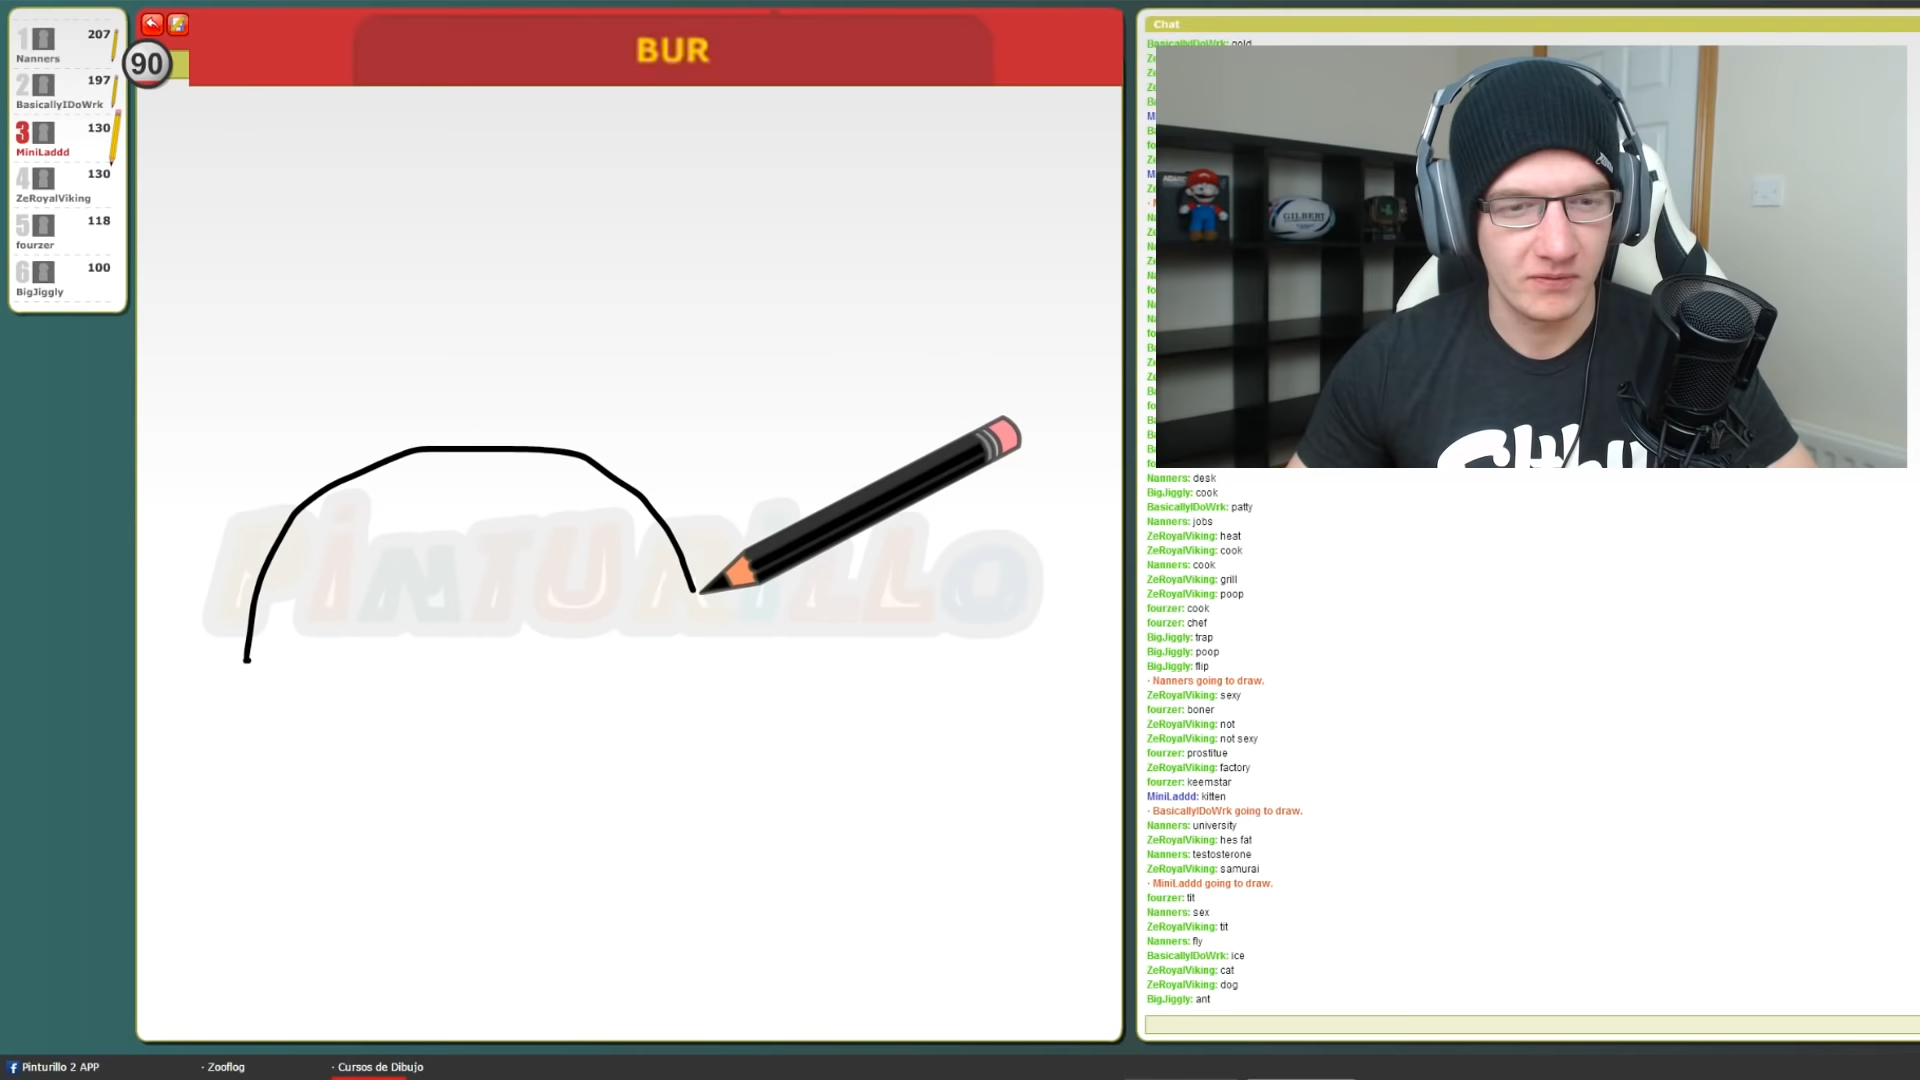 1 207
Nanners
2 197
BasicallyIDoWrk
3 130
MiniLaddd
4 130
ZeRoyalViking
5 118
fourzer
6 100
BigJiggly
90
BUR
PiNTURiLLO
Chat
BasicallyIDoWrk: gold
GILBERT
Nanners: desk
BigJiggly: cook
BasicallyIDoWrk: patty
Nanners: jobs
ZeRoyalViking: heat
ZeRoyalViking: cook
Nanners: cook
ZeRoyalViking: grill
ZeRoyalViking: poop
fourzer: cook
fourzer: chef
BigJiggly: trap
BigJiggly: poop
BigJiggly: flip
· Nanners going to draw.
ZeRoyalViking: sexy
fourzer: boner
ZeRoyalViking: not
ZeRoyalViking: not sexy
fourzer: prostitue
ZeRoyalViking: factory
fourzer: keemstar
MiniLaddd: kitten
· BasicallyIDoWrk going to draw.
Nanners: university
ZeRoyalViking: hes fat
Nanners: testosterone
ZeRoyalViking: samurai
· MiniLaddd going to draw.
fourzer: tit
Nanners: sex
ZeRoyalViking: tit
Nanners: fly
BasicallyIDoWrk: ice
ZeRoyalViking: cat
ZeRoyalViking: dog
BigJiggly: ant
Pinturillo 2 APP
· Zooflog
· Cursos de Dibujo